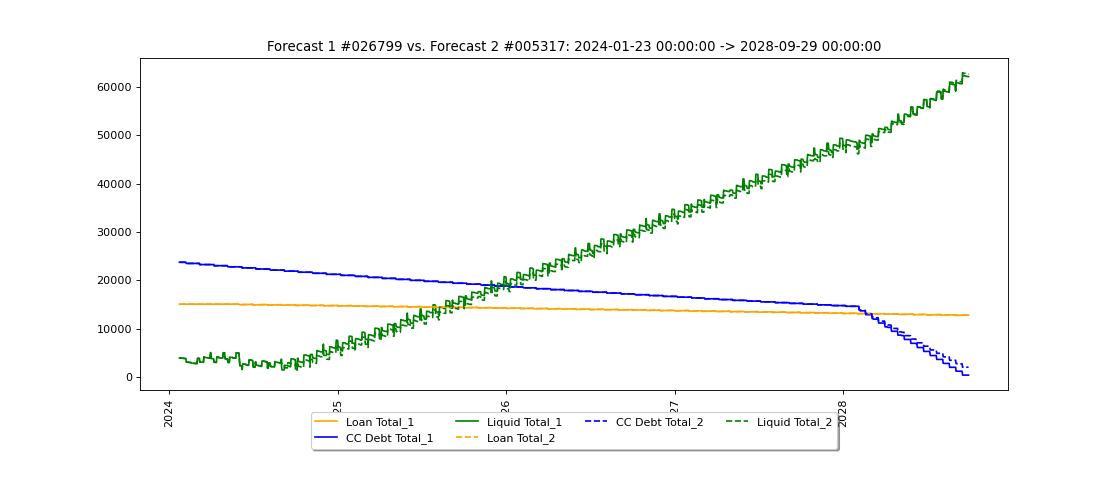 Forecast 1 #026799 vs. Forecast 2 #005317: 2024-01-23 00:00:00 -> 2028-09-29 00:00:00
60000
50000
40000
30000
20000
10000
0
2024
25
26
27
2028
Loan Total_1
CC Debt Total_1
Liquid Total_1
Loan Total_2
CC Debt Total_2
Liquid Total_2